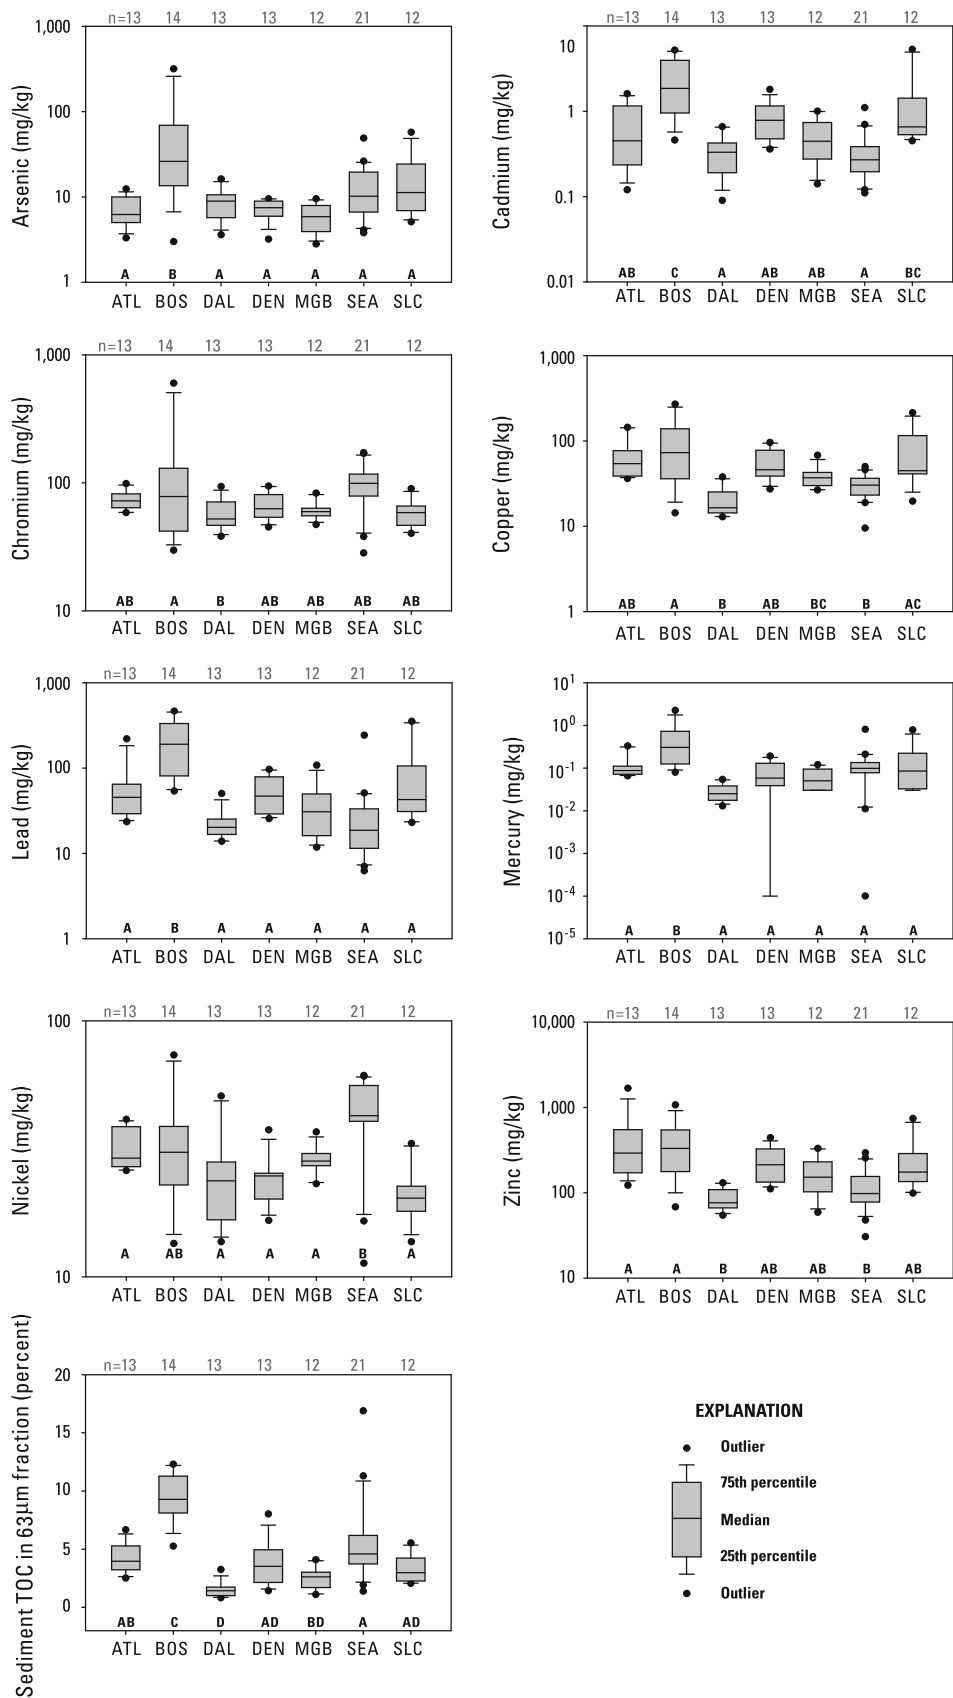 n=13 14 13 13 12 21 12
Arsenic (mg/kg)
1,000
100
10
1
A B A A A A A
ATL BOS DAL DEN MGB SEA SLC
n=13 14 13 13 12 21 12
Cadmium (mg/kg)
10
1
0.1
0.01
AB C A AB AB A BC
ATL BOS DAL DEN MGB SEA SLC
n=13 14 13 13 12 21 12
Chromium (mg/kg)
1,000
100
10
AB A B AB AB AB AB
ATL BOS DAL DEN MGB SEA SLC
Copper (mg/kg)
1,000
100
10
1
AB A B AB BC B AC
ATL BOS DAL DEN MGB SEA SLC
n=13 14 13 13 12 21 12
Lead (mg/kg)
1,000
100
10
1
A B A A A A A
ATL BOS DAL DEN MGB SEA SLC
Mercury (mg/kg)
10^1
10^0
10^-1
10^-2
10^-3
10^-4
10^-5
A B A A A A A
ATL BOS DAL DEN MGB SEA SLC
n=13 14 13 13 12 21 12
Nickel (mg/kg)
100
10
A AB A A A B A
ATL BOS DAL DEN MGB SEA SLC
n=13 14 13 13 12 21 12
Zinc (mg/kg)
10,000
1,000
100
10
A A B AB AB B AB
ATL BOS DAL DEN MGB SEA SLC
n=13 14 13 13 12 21 12
Sediment TOC in 63µm fraction (percent)
20
15
10
5
0
AB C D AD BD A AD
ATL BOS DAL DEN MGB SEA SLC
EXPLANATION
Outlier
75th percentile
Median
25th percentile
Outlier